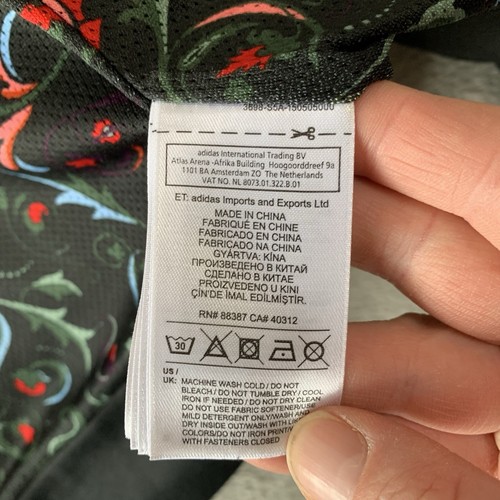 3698-S5A-150505000
adidas International Trading BV
Atlas Arena -Afrika Building Hoogoorddreef 9a
1101 BA Amsterdam ZO The Netherlands
VAT NO. NL 8073.01.322.B.01
ET: adidas Imports and Exports Ltd
MADE IN CHINA
FABRIQUÉ EN CHINE
FABRICADO EN CHINA
FABRICADO NA CHINA
GYÁRTVA: KÍNA
ПРОИЗВЕДЕНО В КИТАЙ
СДЕЛАНО В КИТАЕ
PROIZVEDENO U KINI
ÇİN'DE İMAL EDİLMİŞTİR.
RN# 88387 CA# 40312
30
US /
UK: MACHINE WASH COLD / DO NOT
BLEACH / DO NOT TUMBLE DRY / COOL
IRON IF NEEDED / DO NOT DRY CLEAN
DO NOT USE FABRIC SOFTENER/USE
MILD DETERGENT ONLY/WASH AND
DRY INSIDE OUT/WASH WITH
COLORS/DO NOT IRON PRINT/
WITH FASTENERS CLOSED